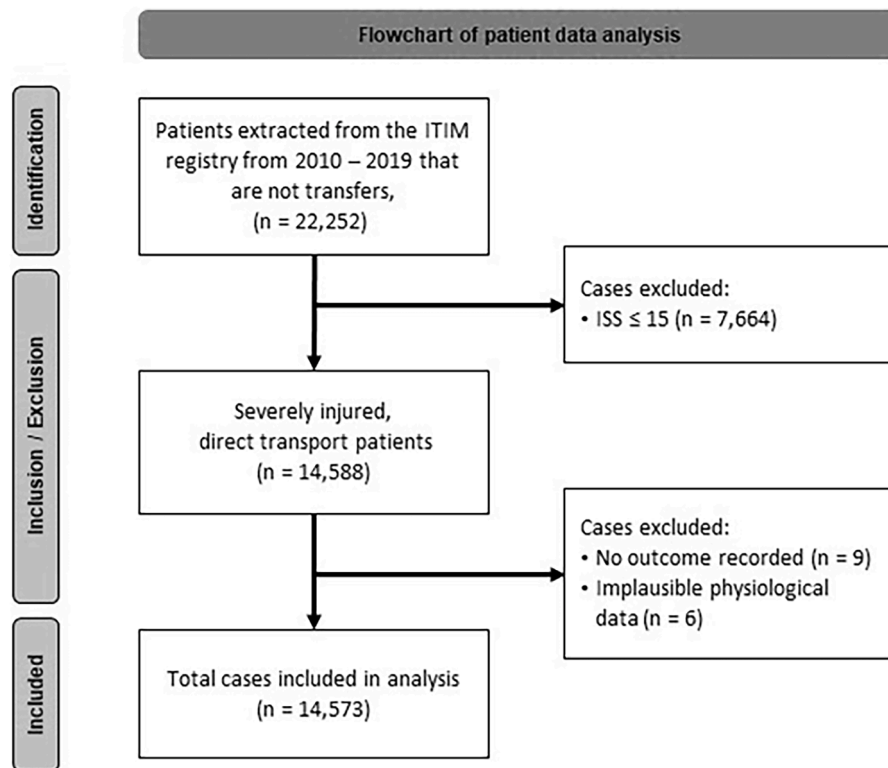 Flowchart of patient data analysis
Identification
Patients extracted from the ITIM
registry from 2010 – 2019 that
are not transfers,
(n = 22,252)
Inclusion / Exclusion
Cases excluded:
• ISS ≤ 15 (n = 7,664)
Severely injured,
direct transport patients
(n = 14,588)
Cases excluded:
• No outcome recorded (n = 9)
• Implausible physiological
data (n = 6)
Included
Total cases included in analysis
(n = 14,573)